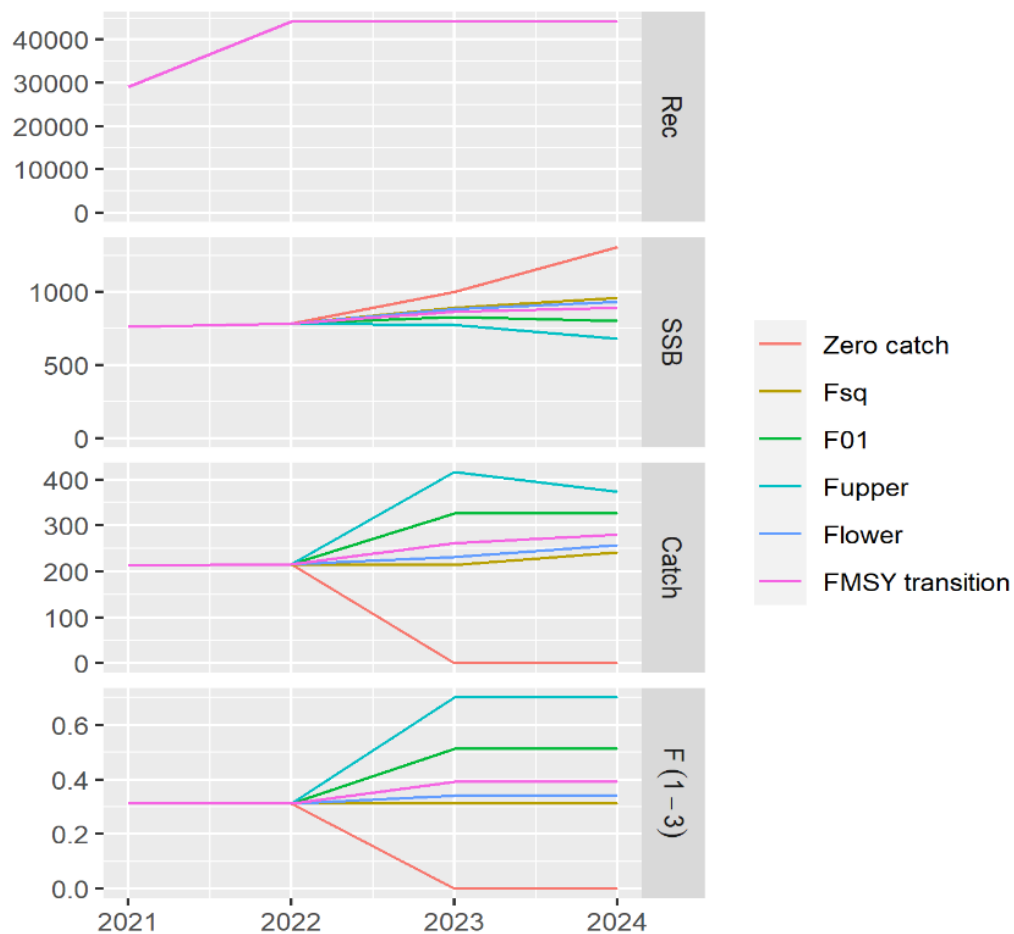 40000
30000
20000
10000
0
Rec
1000
500
0
SSB
400
300
200
100
0
Catch
0.6
0.4
0.2
0.0
F (1 − 3)
2021 2022 2023 2024
Zero catch
Fsq
F01
Fupper
Flower
FMSY transition